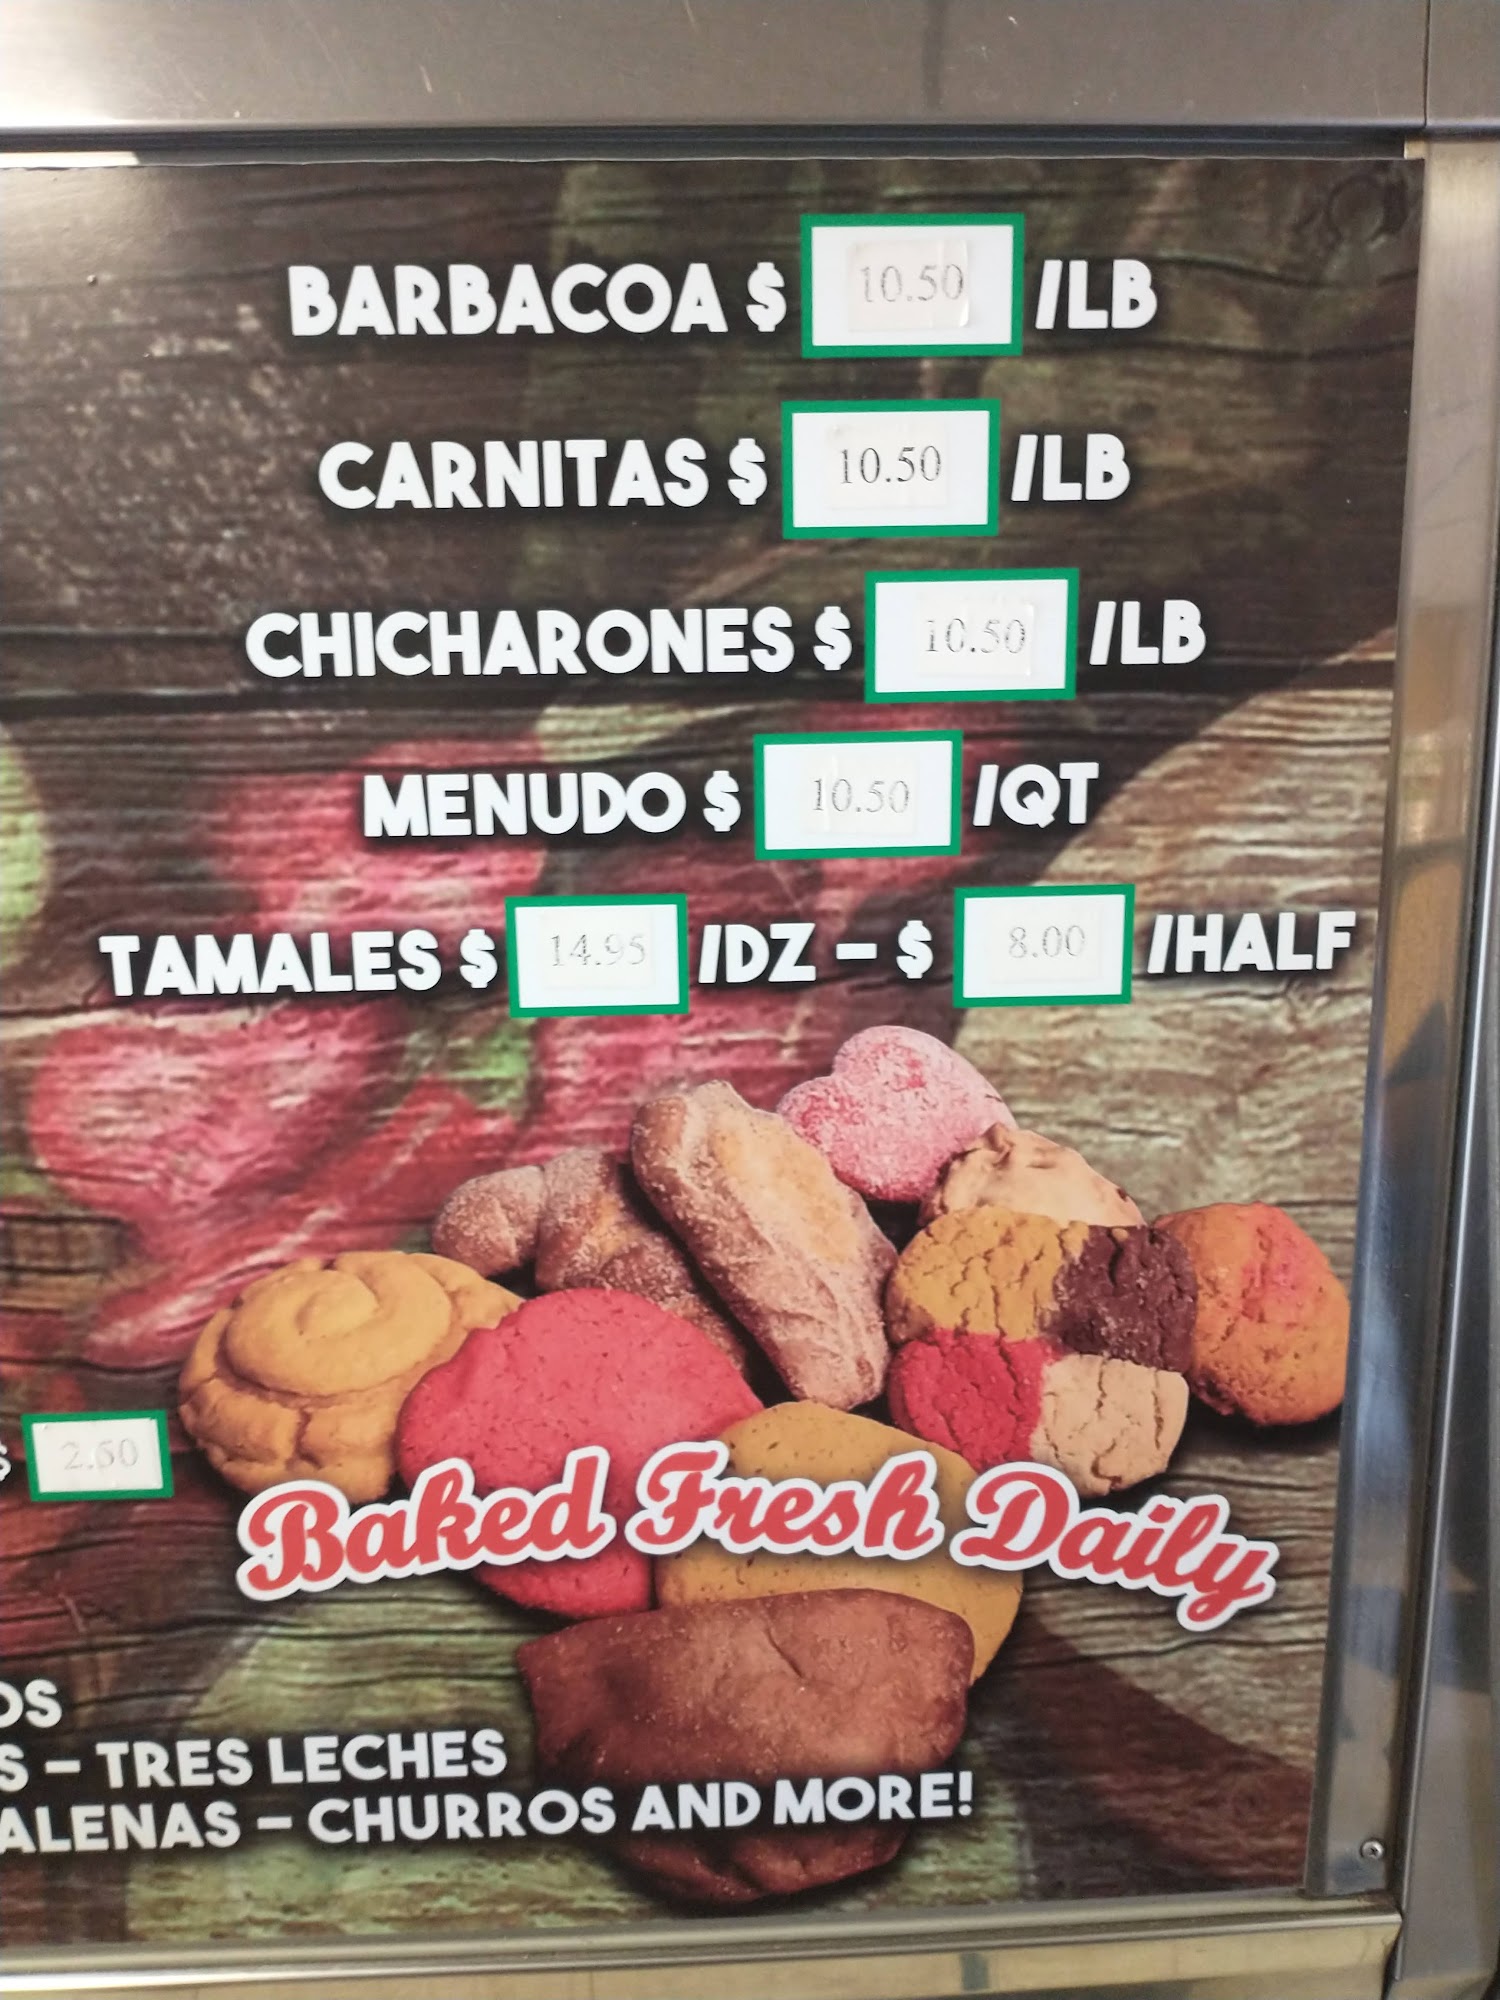 BARBACOA $ 10.50 /LB
CARNITAS $ 10.50 /LB
CHICHARONES $ 10.50 /LB
MENUDO $ 10.50 /QT
TAMALES $ 14.95 /DZ - $ 8.00 /HALF
$ 2.50
Baked Fresh Daily
OS
S - TRES LECHES
ALENAS - CHURROS AND MORE!